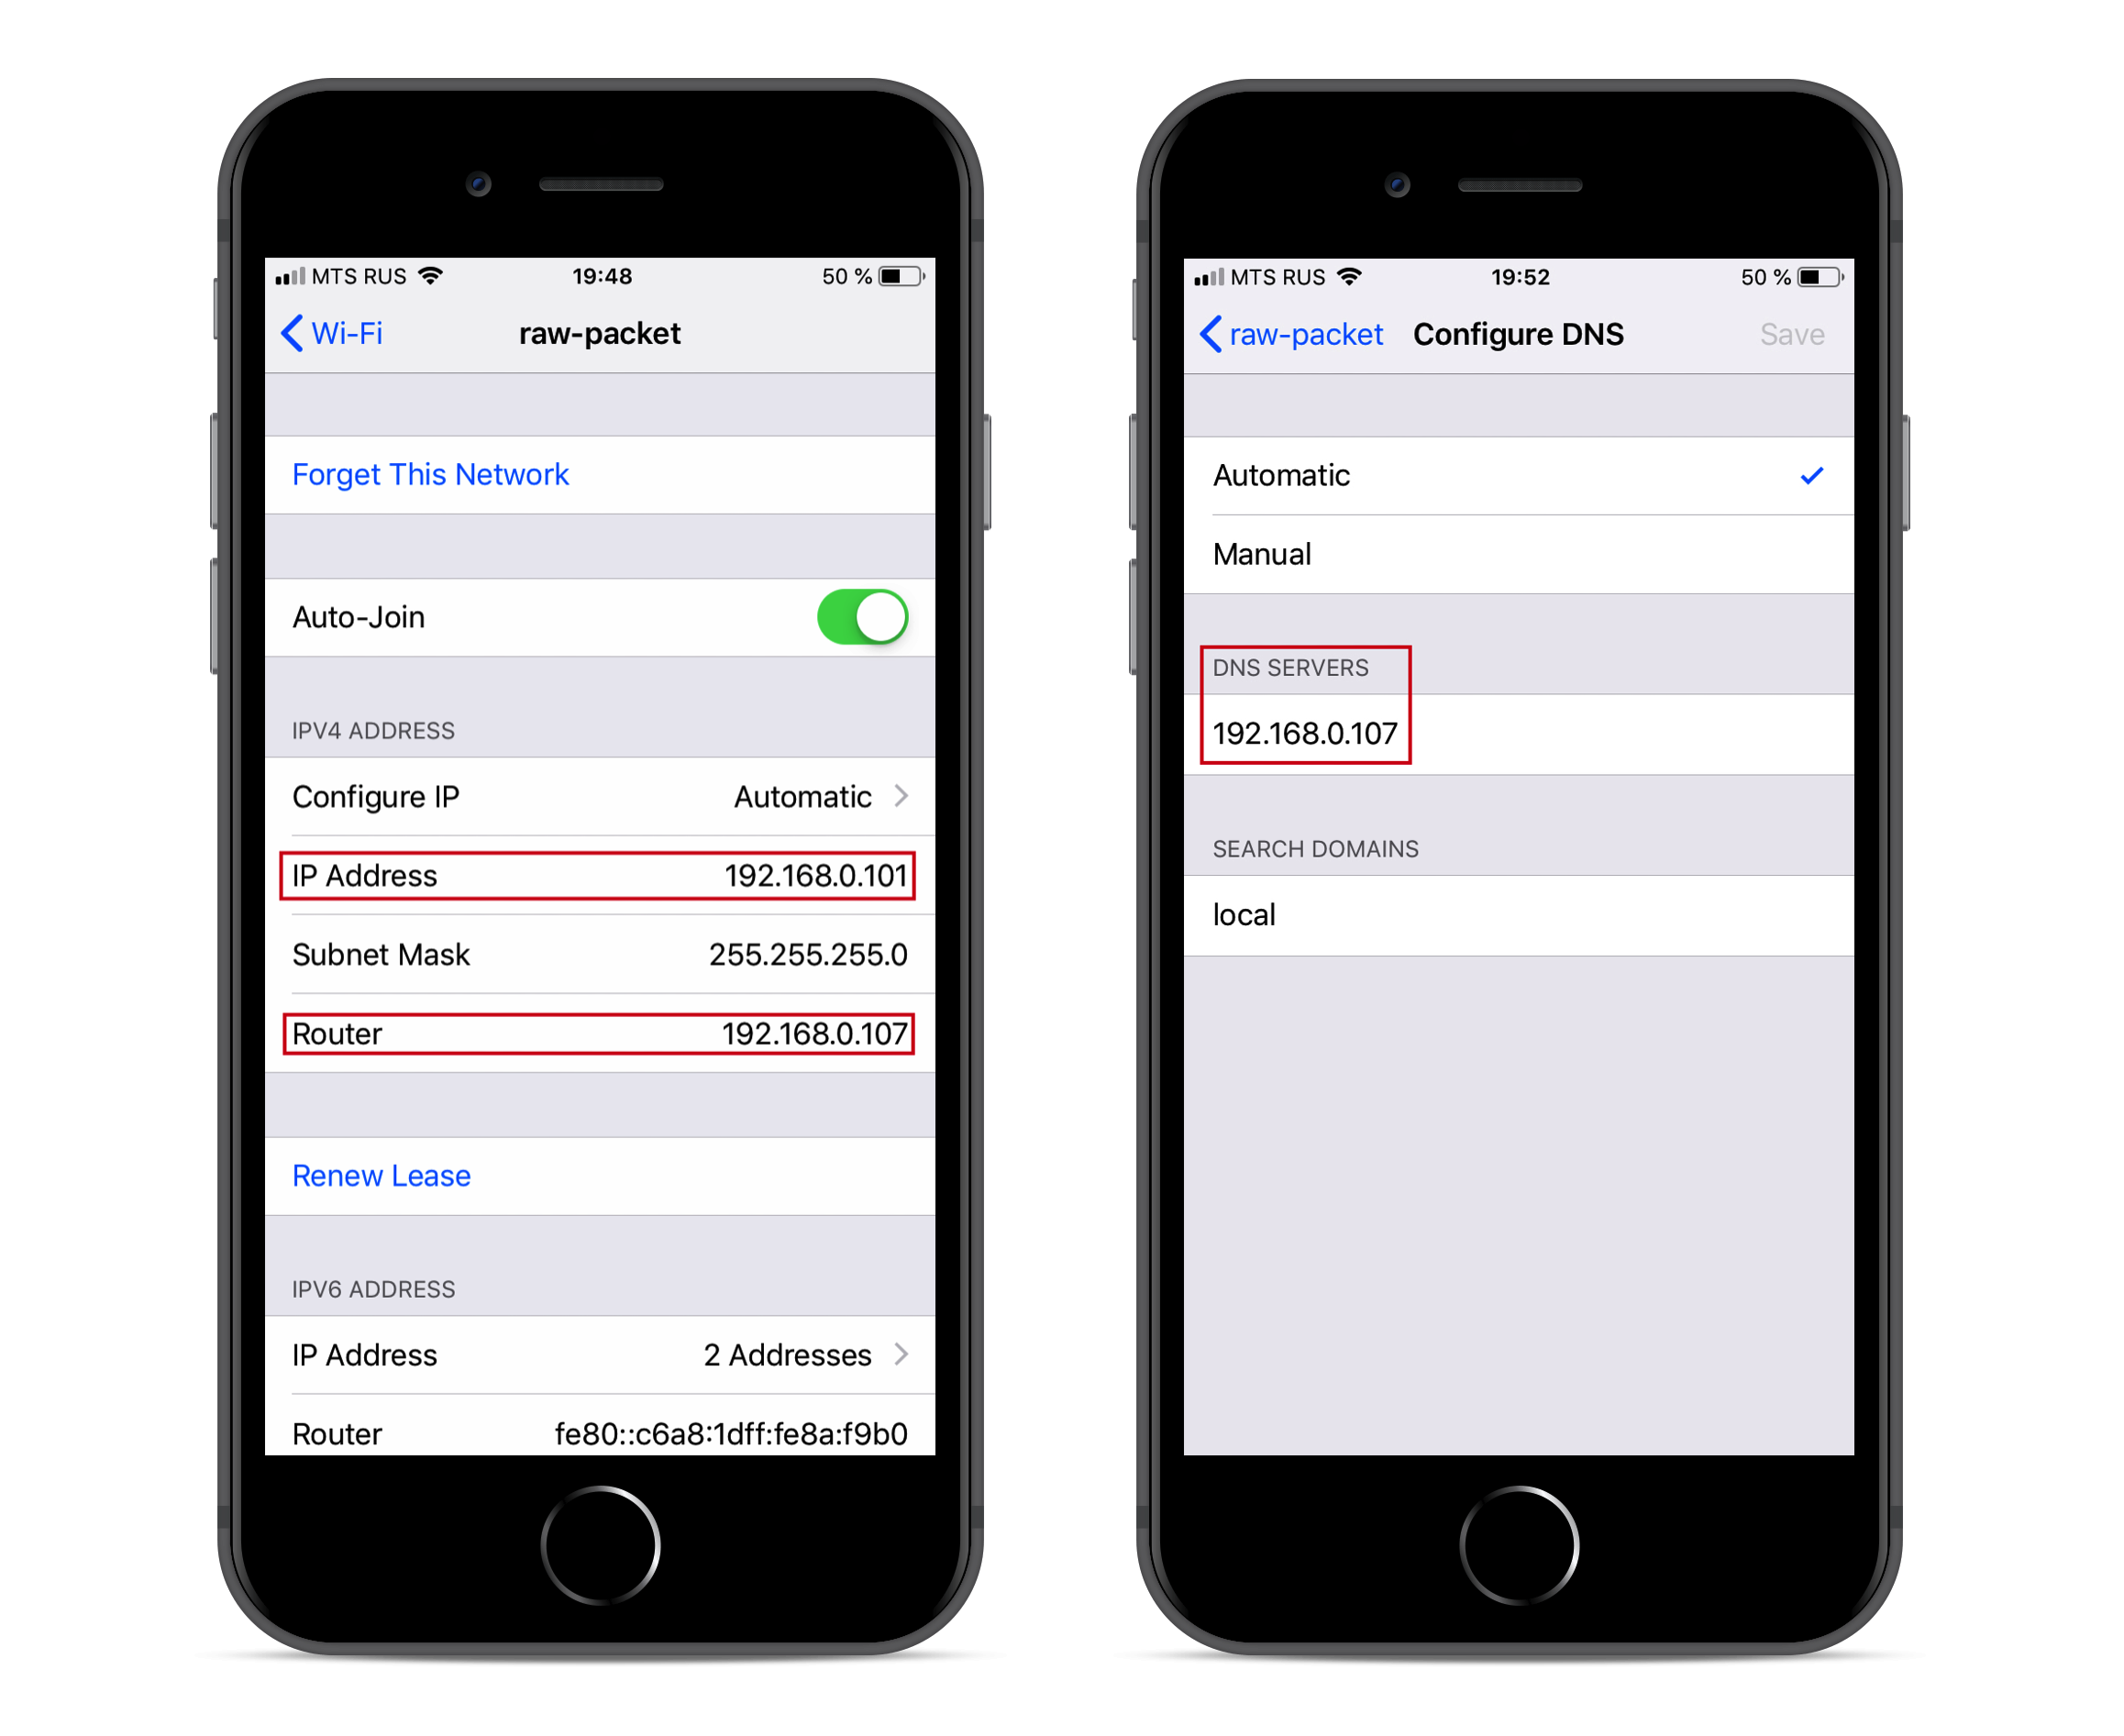 MTS RUS 19:48 50 %
Wi-Fi raw-packet
Forget This Network
Auto-Join
IPV4 ADDRESS
Configure IP Automatic
IP Address 192.168.0.101
Subnet Mask 255.255.255.0
Router 192.168.0.107
Renew Lease
IPV6 ADDRESS
IP Address 2 Addresses
Router fe80::c6a8:1dff:fe8a:f9b0
MTS RUS 19:52 50 %
raw-packet Configure DNS Save
Automatic
Manual
DNS SERVERS
192.168.0.107
SEARCH DOMAINS
local